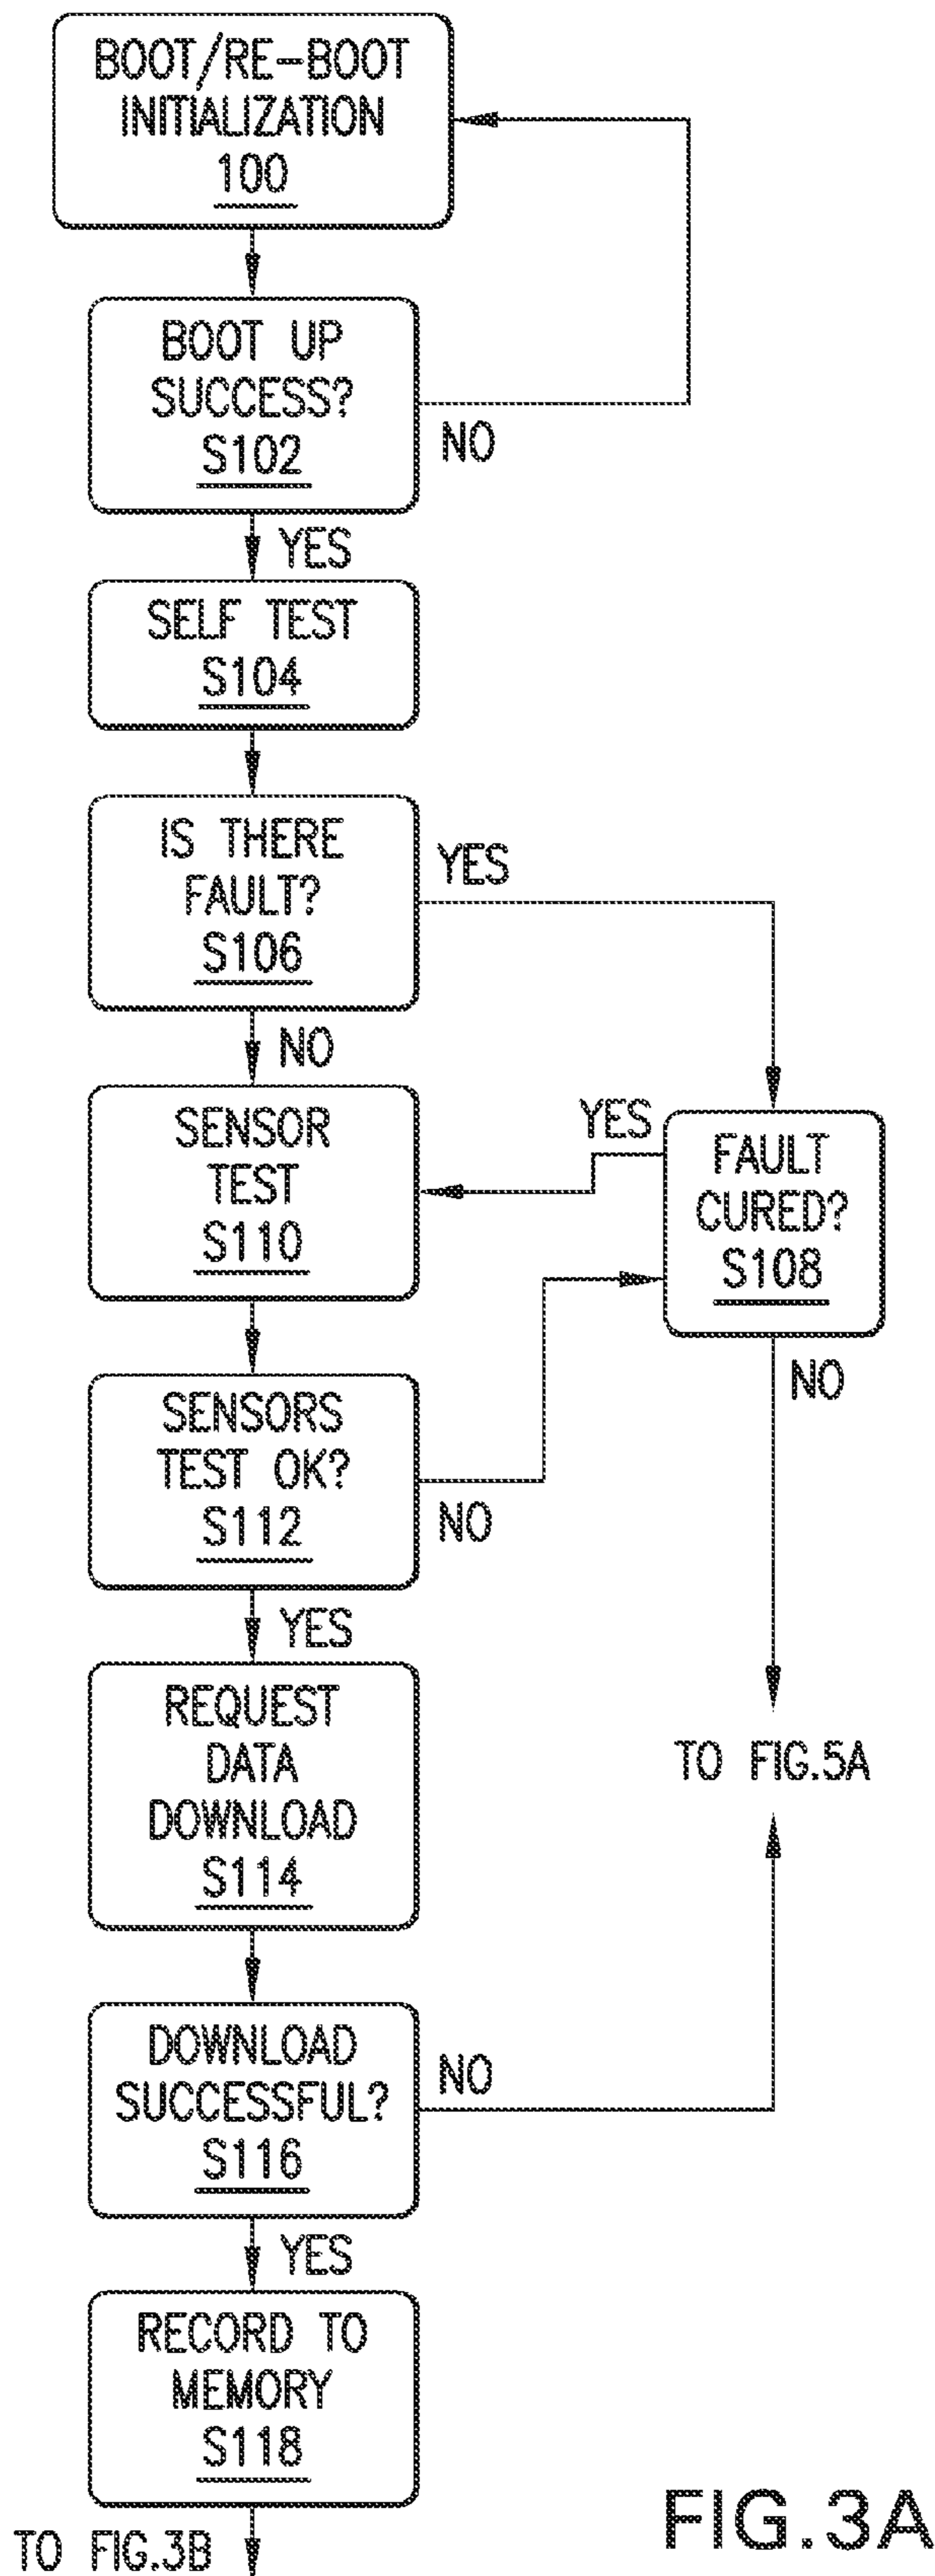 BOOT/RE-BOOT
INITIALIZATION
100
BOOT UP
SUCCESS?
S102
NO
YES
SELF TEST
S104
IS THERE
FAULT?
S106
YES
NO
SENSOR
TEST
S110
YES
FAULT
CURED?
S108
NO
SENSORS
TEST OK?
S112
NO
YES
REQUEST
DATA
DOWNLOAD
S114
TO FIG.5A
DOWNLOAD
SUCCESSFUL?
S116
NO
YES
RECORD TO
MEMORY
S118
TO FIG.3B
FIG.3A